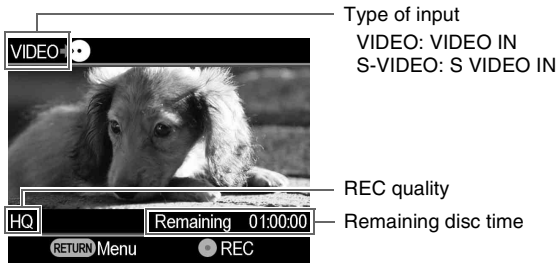 Type of input
VIDEO: VIDEO IN
S-VIDEO: S VIDEO IN
VIDEO
REC quality
HQ
Remaining 01:00:00
Remaining disc time
RETURN Menu
REC